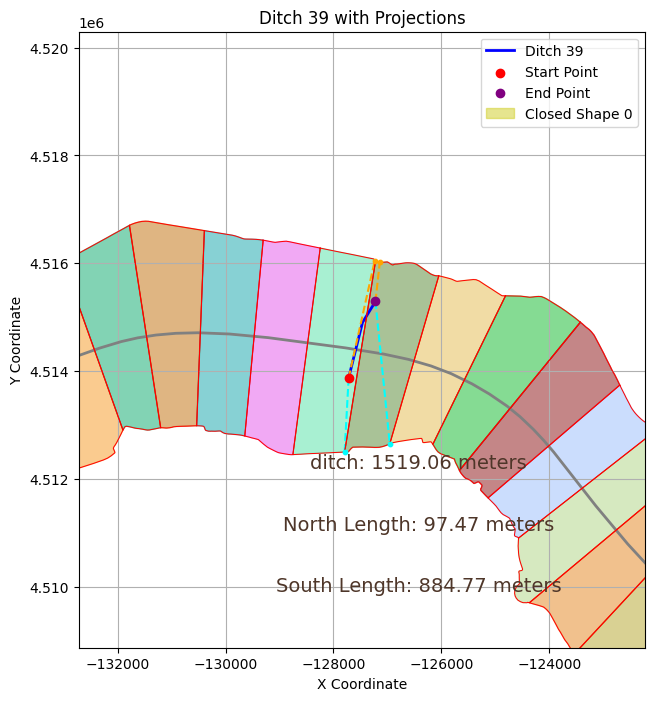 Ditch 39 with Projections
1e6
4.520
4.518
4.516
4.514
4.512
4.510
Y Coordinate
Ditch 39
Start Point
End Point
Closed Shape 0
ditch: 1519.06 meters
North Length: 97.47 meters
South Length: 884.77 meters
−132000
−130000
−128000
−126000
−124000
X Coordinate